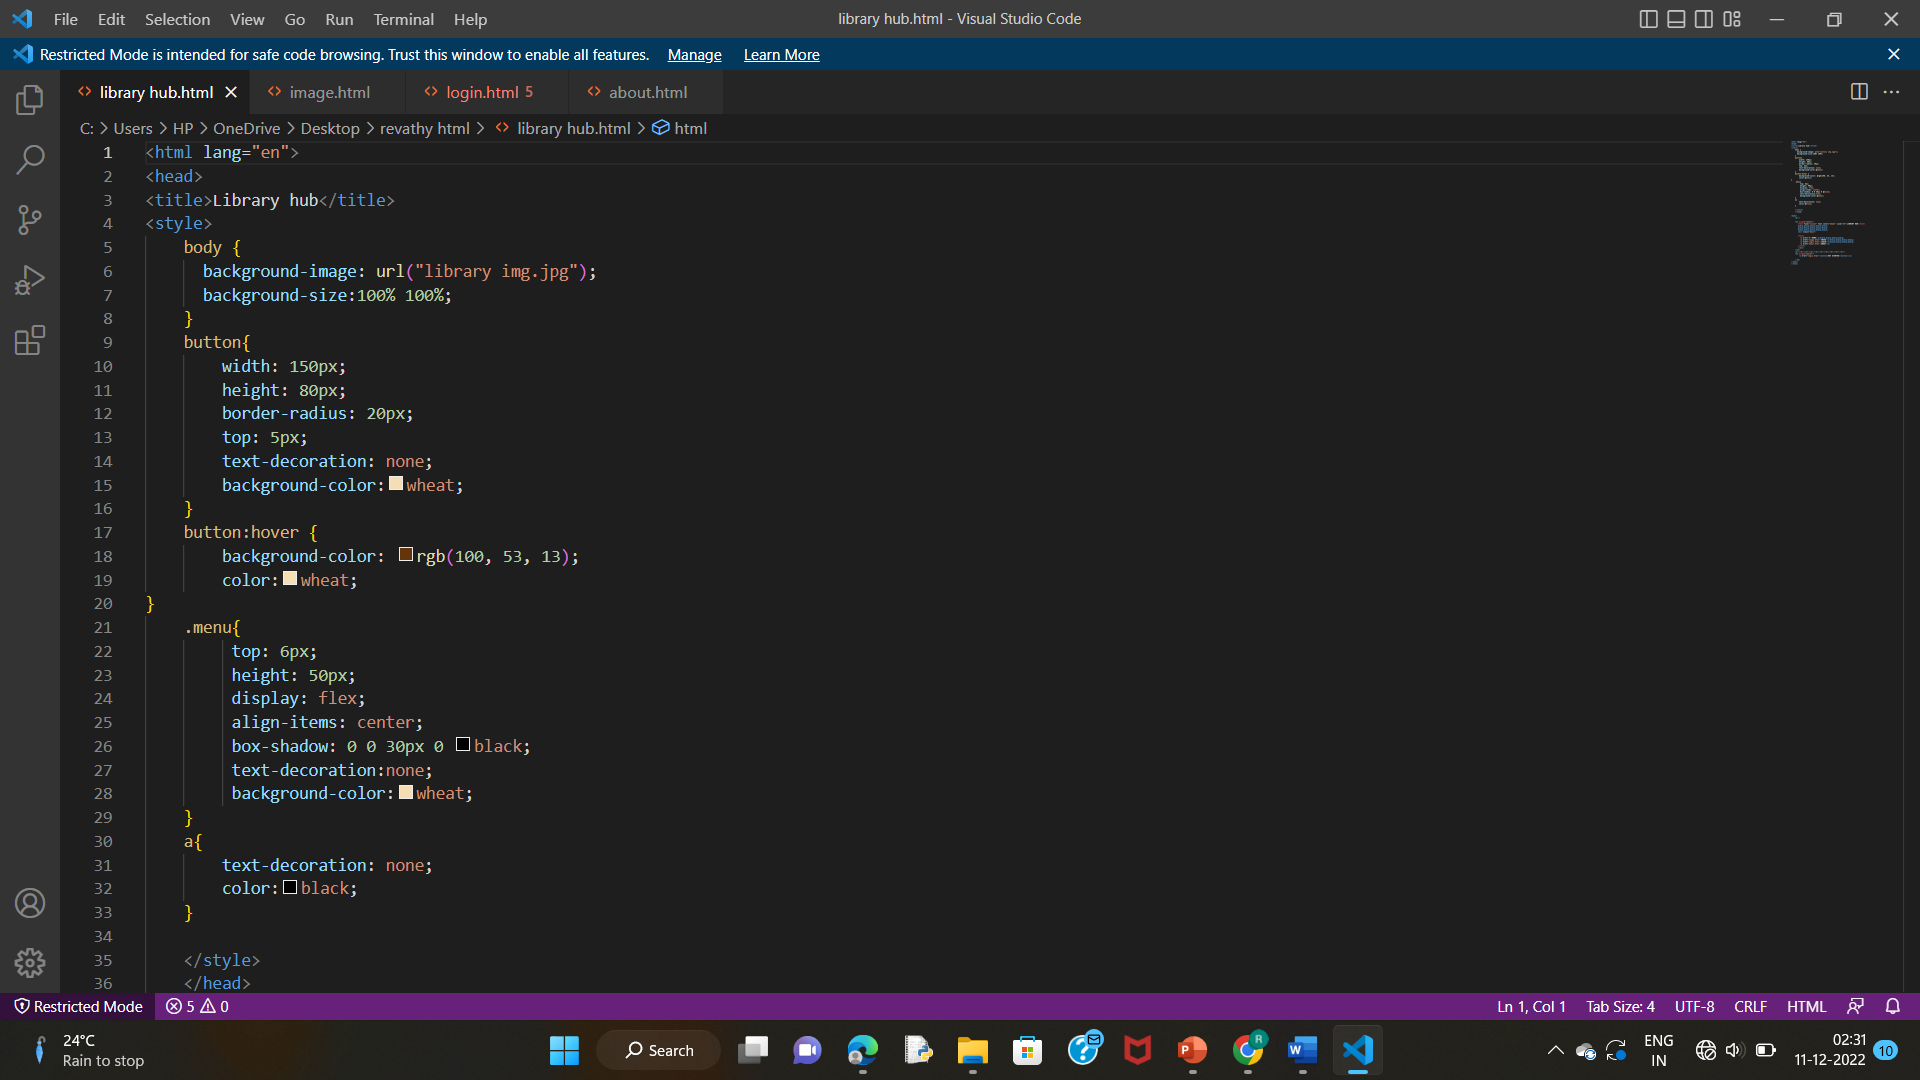 File Edit Selection View Go Run Terminal Help library hub.html - Visual Studio Code
Restricted Mode is intended for safe code browsing. Trust this window to enable all features. Manage Learn More
library hub.html image.html login.html 5 about.html
C: > Users > HP > OneDrive > Desktop > revathy html > library hub.html > html
1 <html lang="en">
2 <head>
3 <title>Library hub</title>
4 <style>
5 body {
6 background-image: url("library img.jpg");
7 background-size:100% 100%;
8 }
9 button{
10 width: 150px;
11 height: 80px;
12 border-radius: 20px;
13 top: 5px;
14 text-decoration: none;
15 background-color:wheat;
16 }
17 button:hover {
18 background-color: rgb(100, 53, 13);
19 color:wheat;
20 }
21 .menu{
22 top: 6px;
23 height: 50px;
24 display: flex;
25 align-items: center;
26 box-shadow: 0 0 30px 0 black;
27 text-decoration:none;
28 background-color:wheat;
29 }
30 a{
31 text-decoration: none;
32 color:black;
33 }
34
35 </style>
36 </head>
Restricted Mode 5 0 Ln 1, Col 1 Tab Size: 4 UTF-8 CRLF HTML
24°C
Rain to stop
Search
ENG
IN
02:31
11-12-2022
10